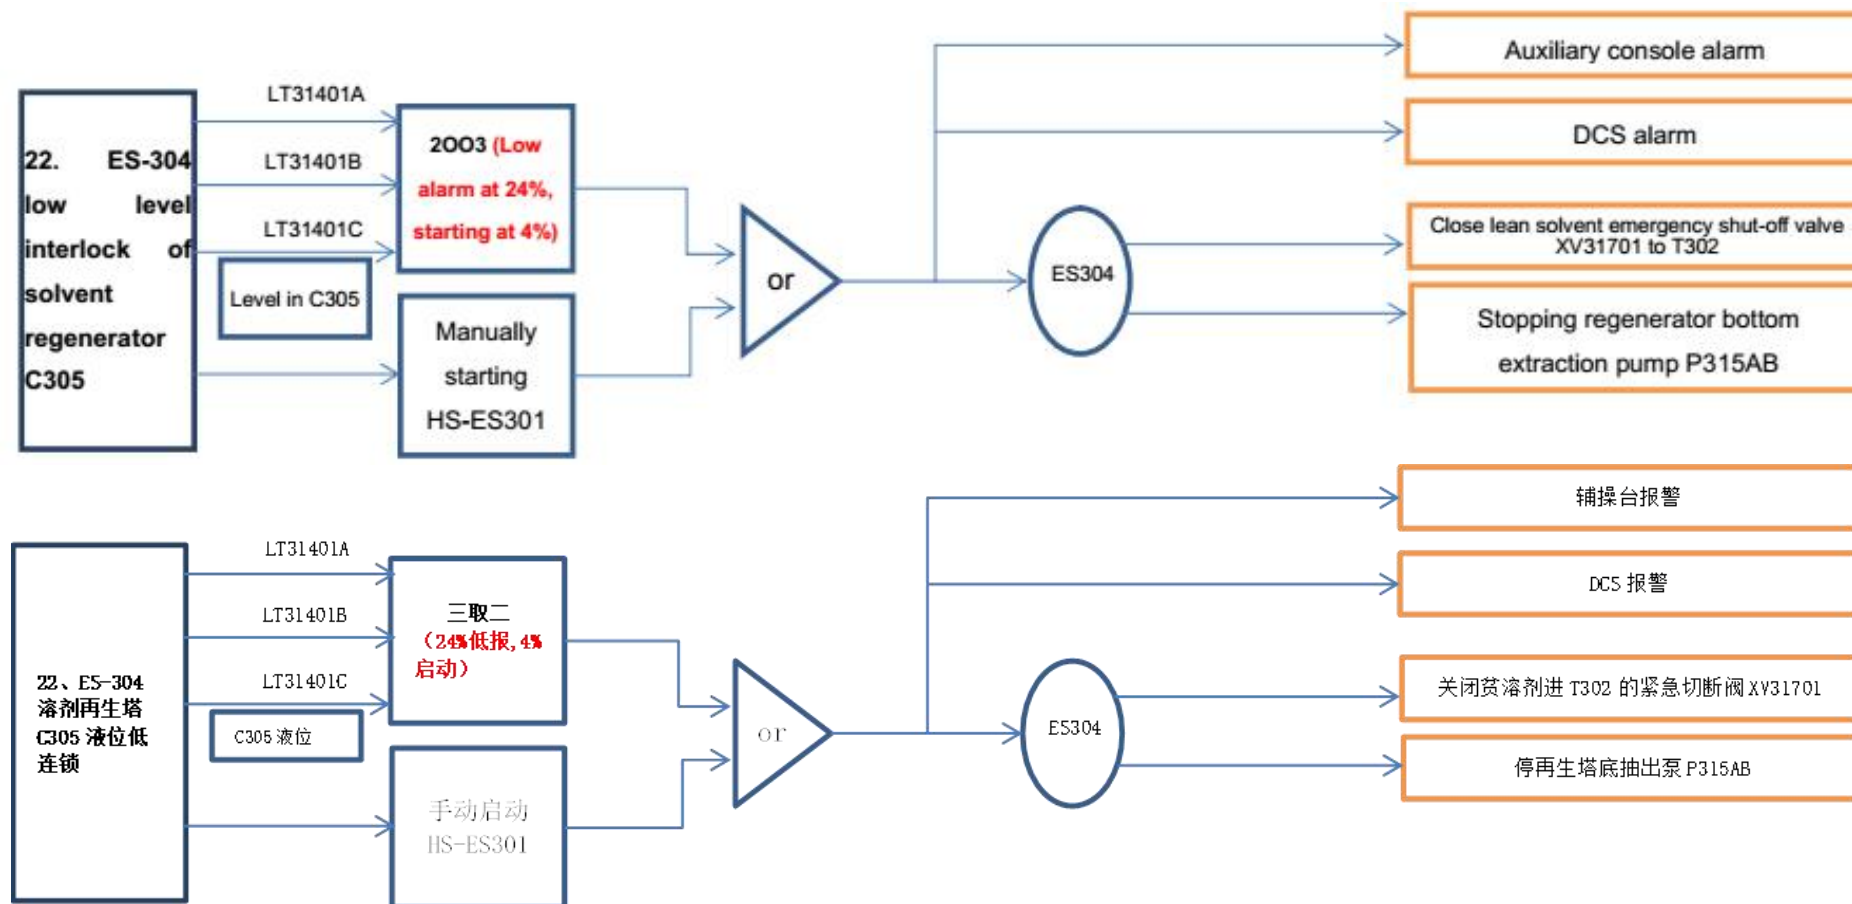 22. ES-304
low level
interlock of
solvent
regenerator
C305
LT31401A
LT31401B
LT31401C
Level in C305
2OO3 (Low
alarm at 24%,
starting at 4%)
Manually
starting
HS-ES301
or
ES304
Auxiliary console alarm
DCS alarm
Close lean solvent emergency shut-off valve
XV31701 to T302
Stopping regenerator bottom
extraction pump P315AB
22、ES-304
溶剂再生塔
C305 液位低
连锁
LT31401A
LT31401B
LT31401C
C305 液位
三取二
（24%低报,4%
启动）
手动启动
HS-ES301
or
ES304
辅操台报警
DCS 报警
关闭贫溶剂进 T302 的紧急切断阀 XV31701
停再生塔底抽出泵 P315AB